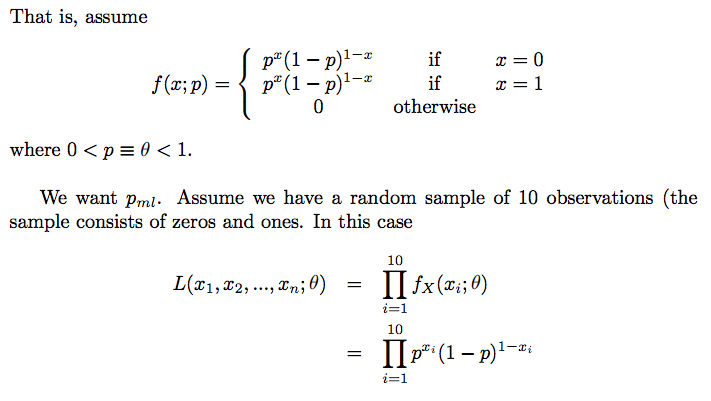 That is, assume
f(x; p) = { p^x(1 − p)^{1−x} if x = 0
p^x(1 − p)^{1−x} if x = 1
0 otherwise
where 0 < p ≡ θ < 1.
We want p_{ml}. Assume we have a random sample of 10 observations (the
sample consists of zeros and ones. In this case
L(x_1, x_2, ..., x_n; θ) = ∏_{i=1}^{10} f_X(x_i; θ)
= ∏_{i=1}^{10} p^{x_i}(1 − p)^{1−x_i}